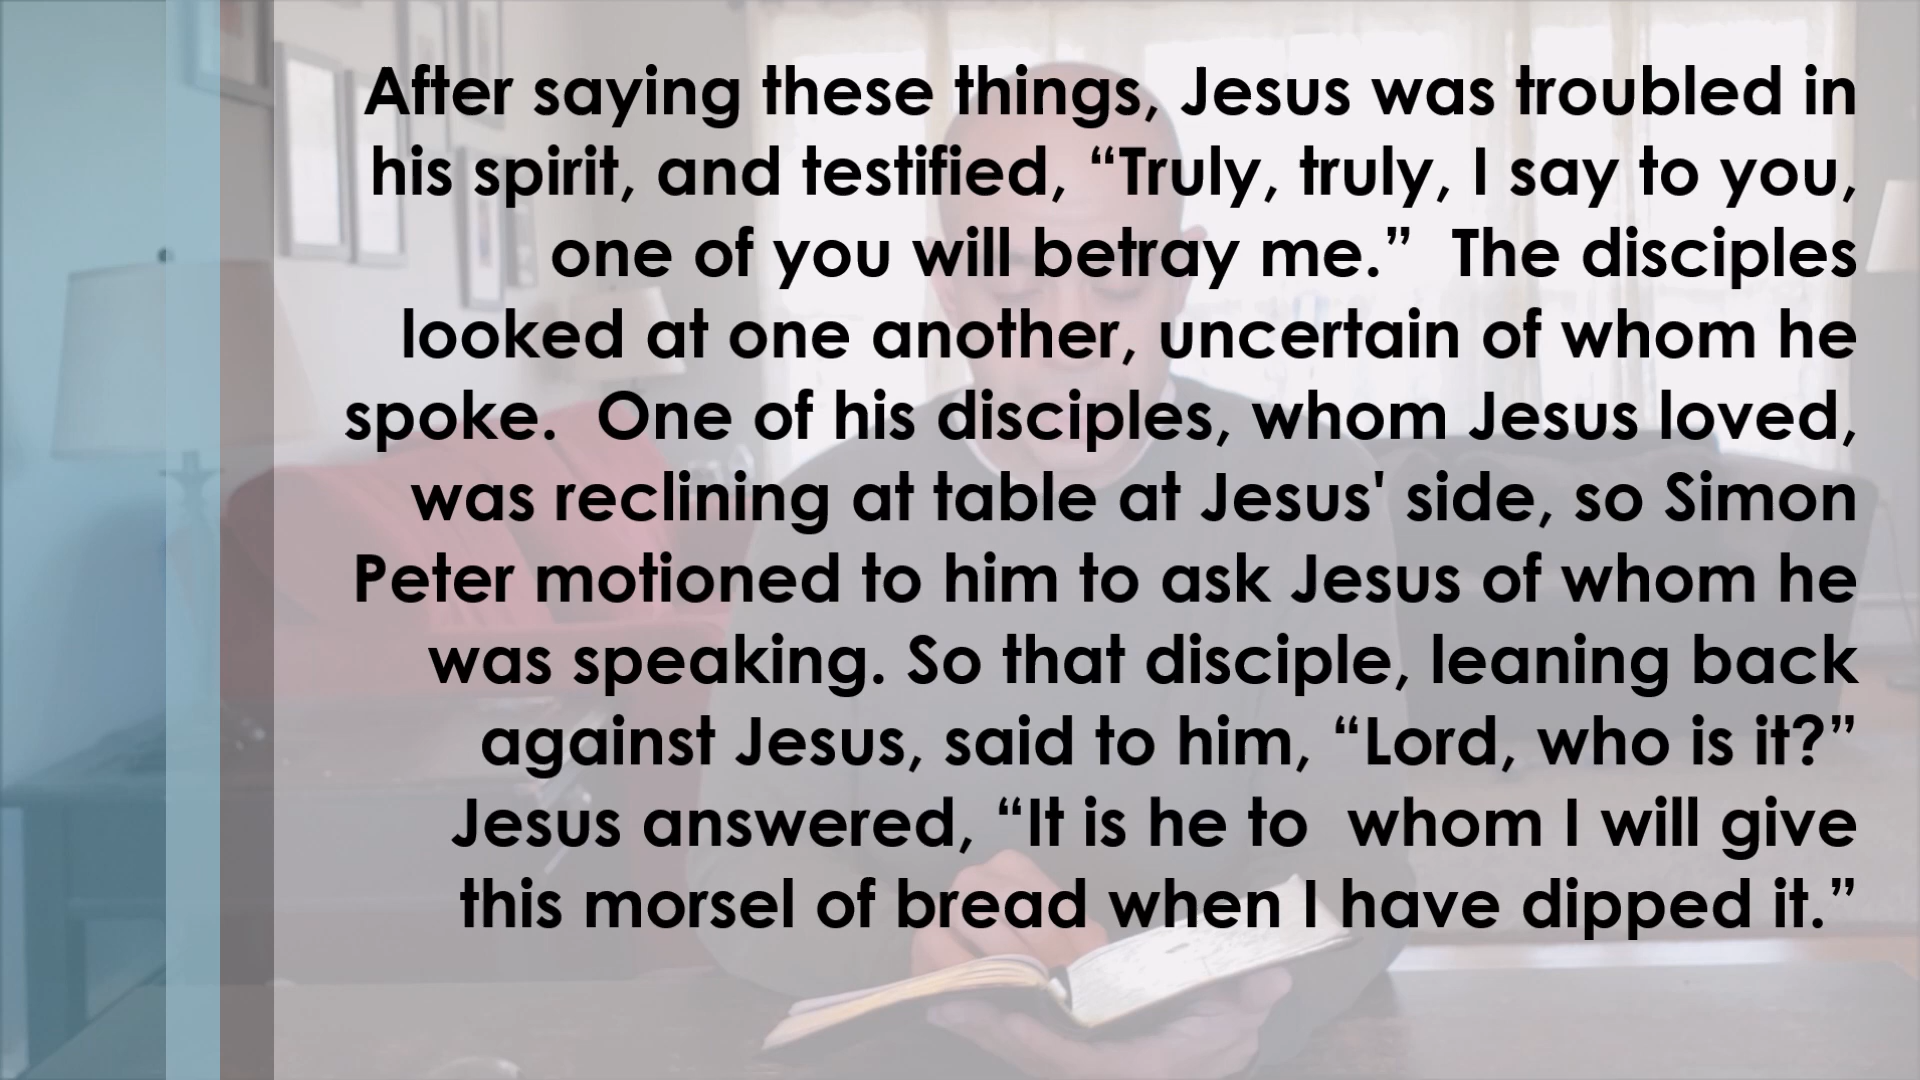 After saying these things, Jesus was troubled in
his spirit, and testified, “Truly, truly, I say to you,
one of you will betray me.”  The disciples
looked at one another, uncertain of whom he
spoke.  One of his disciples, whom Jesus loved,
was reclining at table at Jesus' side, so Simon
Peter motioned to him to ask Jesus of whom he
was speaking. So that disciple, leaning back
against Jesus, said to him, “Lord, who is it?”
Jesus answered, “It is he to  whom I will give
this morsel of bread when I have dipped it.”